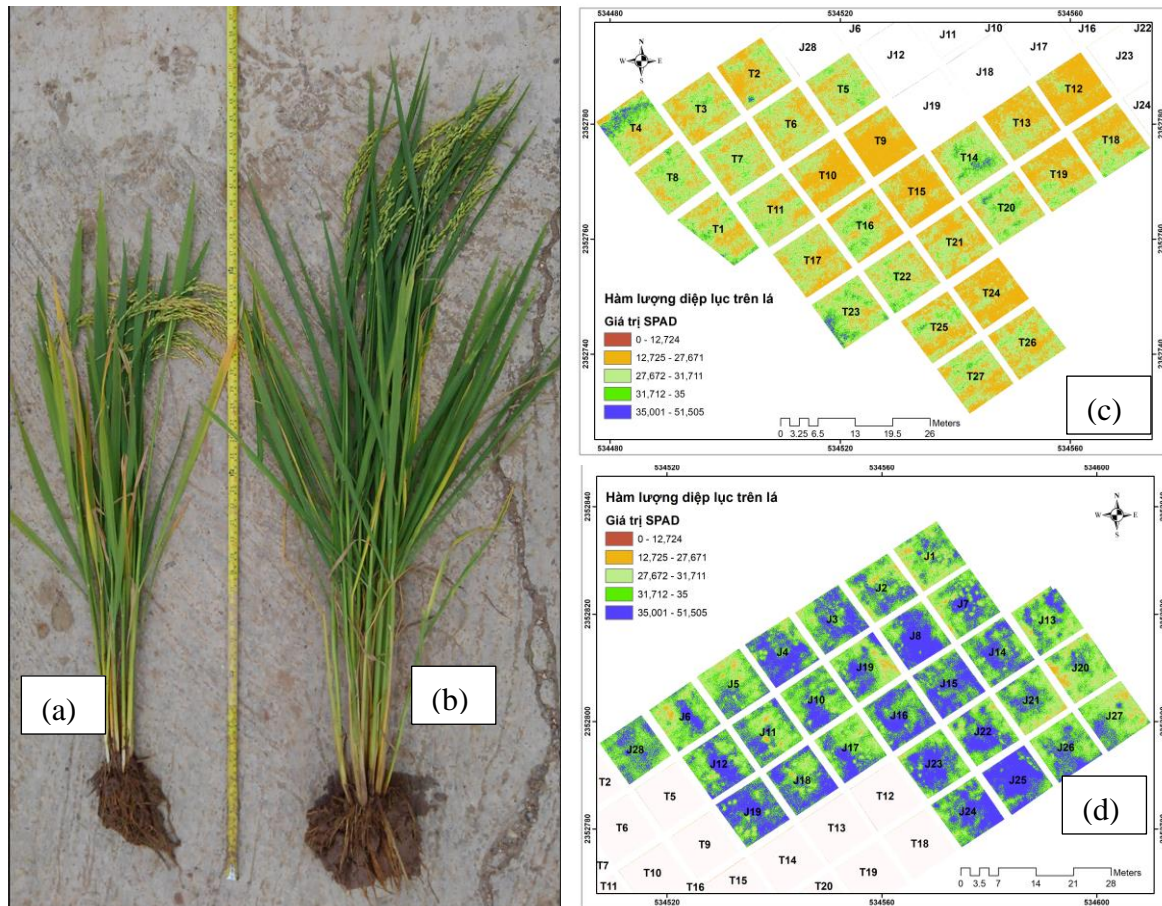 (a)
(b)
534480 534520 534560
J28
J6
J12
J11
J10
J17
J16
J22
J23
J18
J19
J24
N
W E
S
2352780
2352760
2352740
T2
T5
T12
T3
T6
T13
T4
T9
T18
T7
T14
T8
T10
T19
T15
T11
T20
T1
T16
T21
T17
T22
T24
T23
T25
T26
T27
Hàm lượng diệp lục trên lá
Giá trị SPAD
0 - 12,724
12,725 - 27,671
27,672 - 31,711
31,712 - 35
35,001 - 51,505
Meters
0 3.25 6.5 13 19.5 26
534480 534520 534560
(c)
534520 534560 534600
2352840
2352820
2352800
2352780
Hàm lượng diệp lục trên lá
Giá trị SPAD
0 - 12,724
12,725 - 27,671
27,672 - 31,711
31,712 - 35
35,001 - 51,505
N
W E
S
J1
J2
J7
J3
J13
J8
J4
J14
J19
J20
J5
J15
J10
J21
J6
J16
J27
J11
J22
J28
J17
J26
J12
J23
J25
J18
J24
J19
T2
T5
T12
T6
T13
T9
T18
T7
T14
T10
T19
T15
T11
T16
T20
Meters
0 3.5 7 14 21 28
534520 534560 534600
(d)